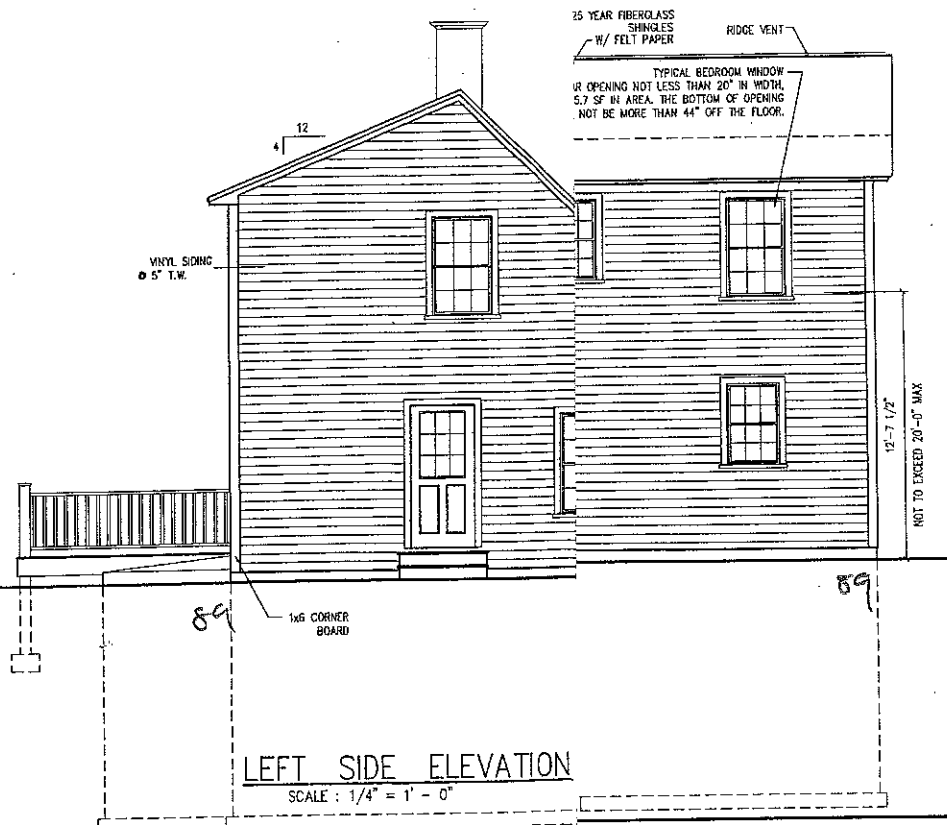 25 YEAR FIBERGLASS
SHINGLES
W/ FELT PAPER
RIDGE VENT
TYPICAL BEDROOM WINDOW
R OPENING NOT LESS THAN 20" IN WIDTH,
5.7 SF IN AREA. THE BOTTOM OF OPENING
NOT BE MORE THAN 44" OFF THE FLOOR.
12
4
VINYL SIDING
@ 5" T.W.
12'-7 1/2"
NOT TO EXCEED 20'-0" MAX
89
89
1x6 CORNER
BOARD
LEFT SIDE ELEVATION
SCALE : 1/4" = 1' - 0"